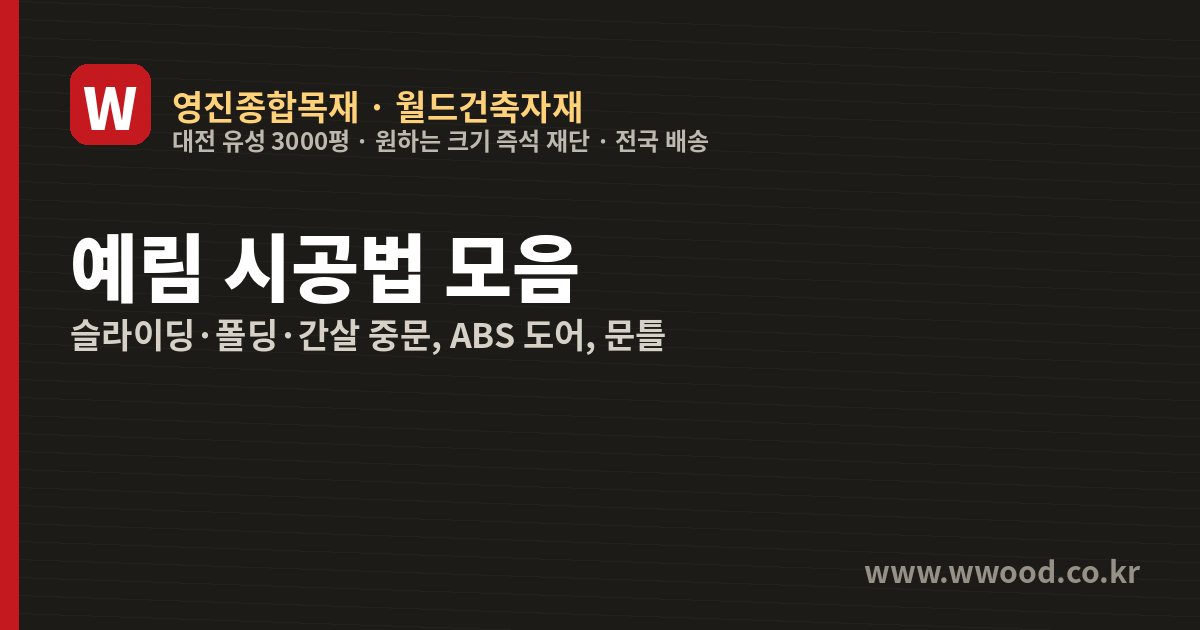 W
영진종합목재 · 월드건축자재
대전 유성 3000평 · 원하는 크기 즉석 재단 · 전국 배송
예림 시공법 모음
슬라이딩·폴딩·간살 중문, ABS 도어, 문틀
www.wwood.co.kr